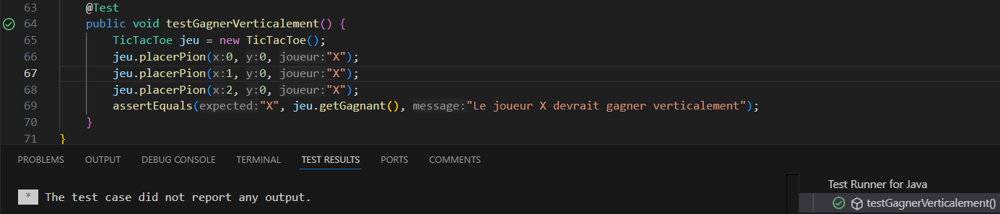 63 @Test
64 public void testGagnerVerticalement() {
65 TicTacToe jeu = new TicTacToe();
66 jeu.placerPion(x:0, y:0, joueur:"X");
67 jeu.placerPion(x:1, y:0, joueur:"X");
68 jeu.placerPion(x:2, y:0, joueur:"X");
69 assertEquals(expected:"X", jeu.getGagnant(), message:"Le joueur X devrait gagner verticalement");
70 }
71 }
PROBLEMS OUTPUT DEBUG CONSOLE TERMINAL TEST RESULTS PORTS COMMENTS
* The test case did not report any output.
Test Runner for Java
testGagnerVerticalement()